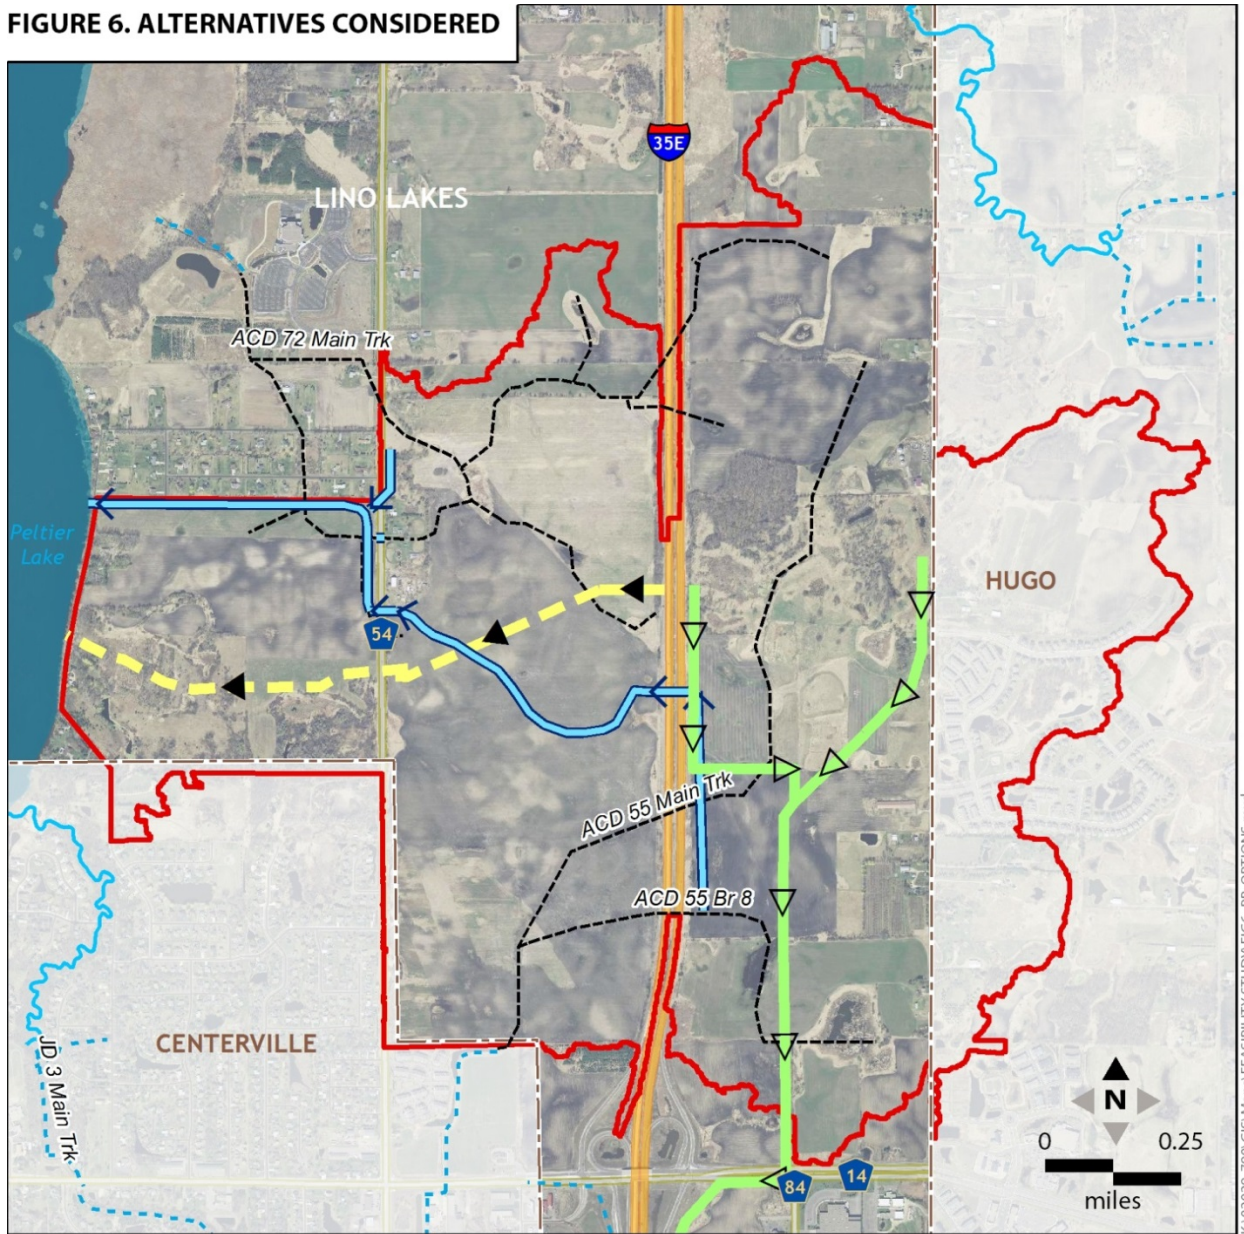 FIGURE 6. ALTERNATIVES CONSIDERED
35E
LINO LAKES
ACD 72 Main Trk
Peltier
Lake
HUGO
54
ACD 55 Main Trk
ACD 55 Br 8
CENTERVILLE
JD 3 Main Trk
N
0 0.25
miles
84
14